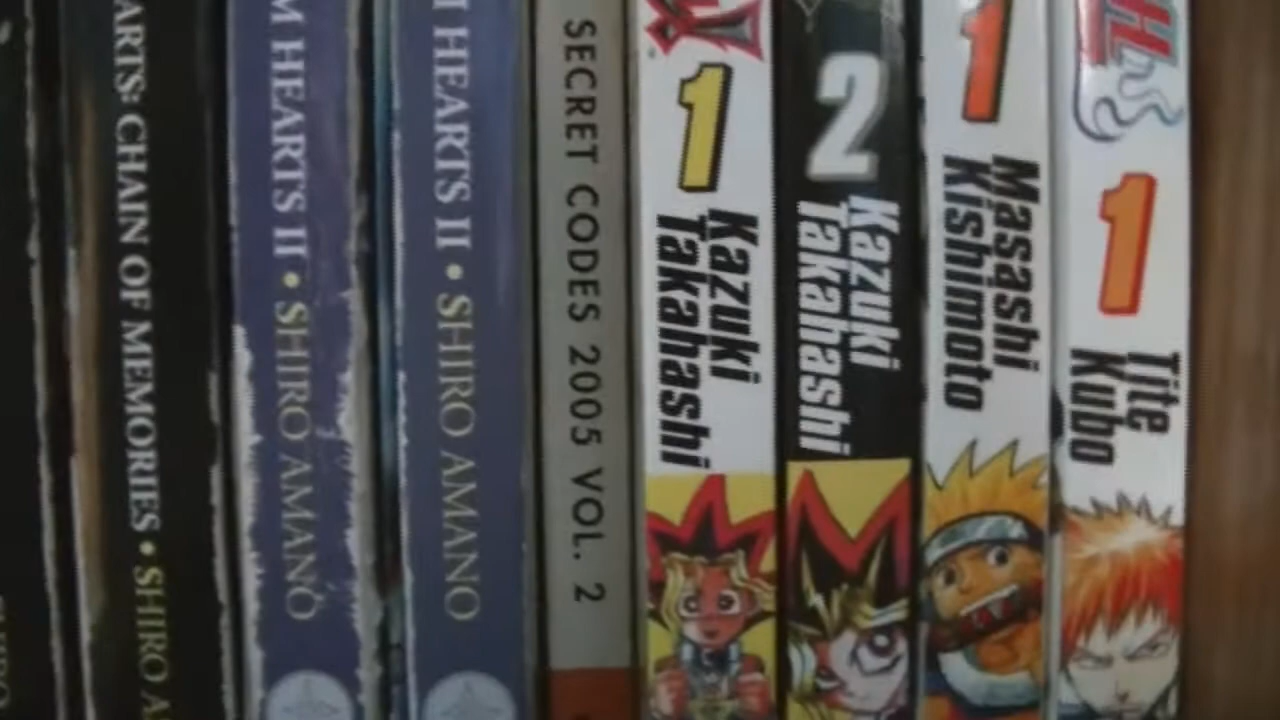 ARTS: CHAIN OF MEMORIES • SHIRO A
M HEARTS II • SHIRO AMANO
HEARTS II • SHIRO AMANO
SECRET CODES 2005 VOL. 2
1
Kazuki
Takahashi
2
Kazuki
Takahashi
1
Masashi
Kishimoto
H
1
Tite
Kubo